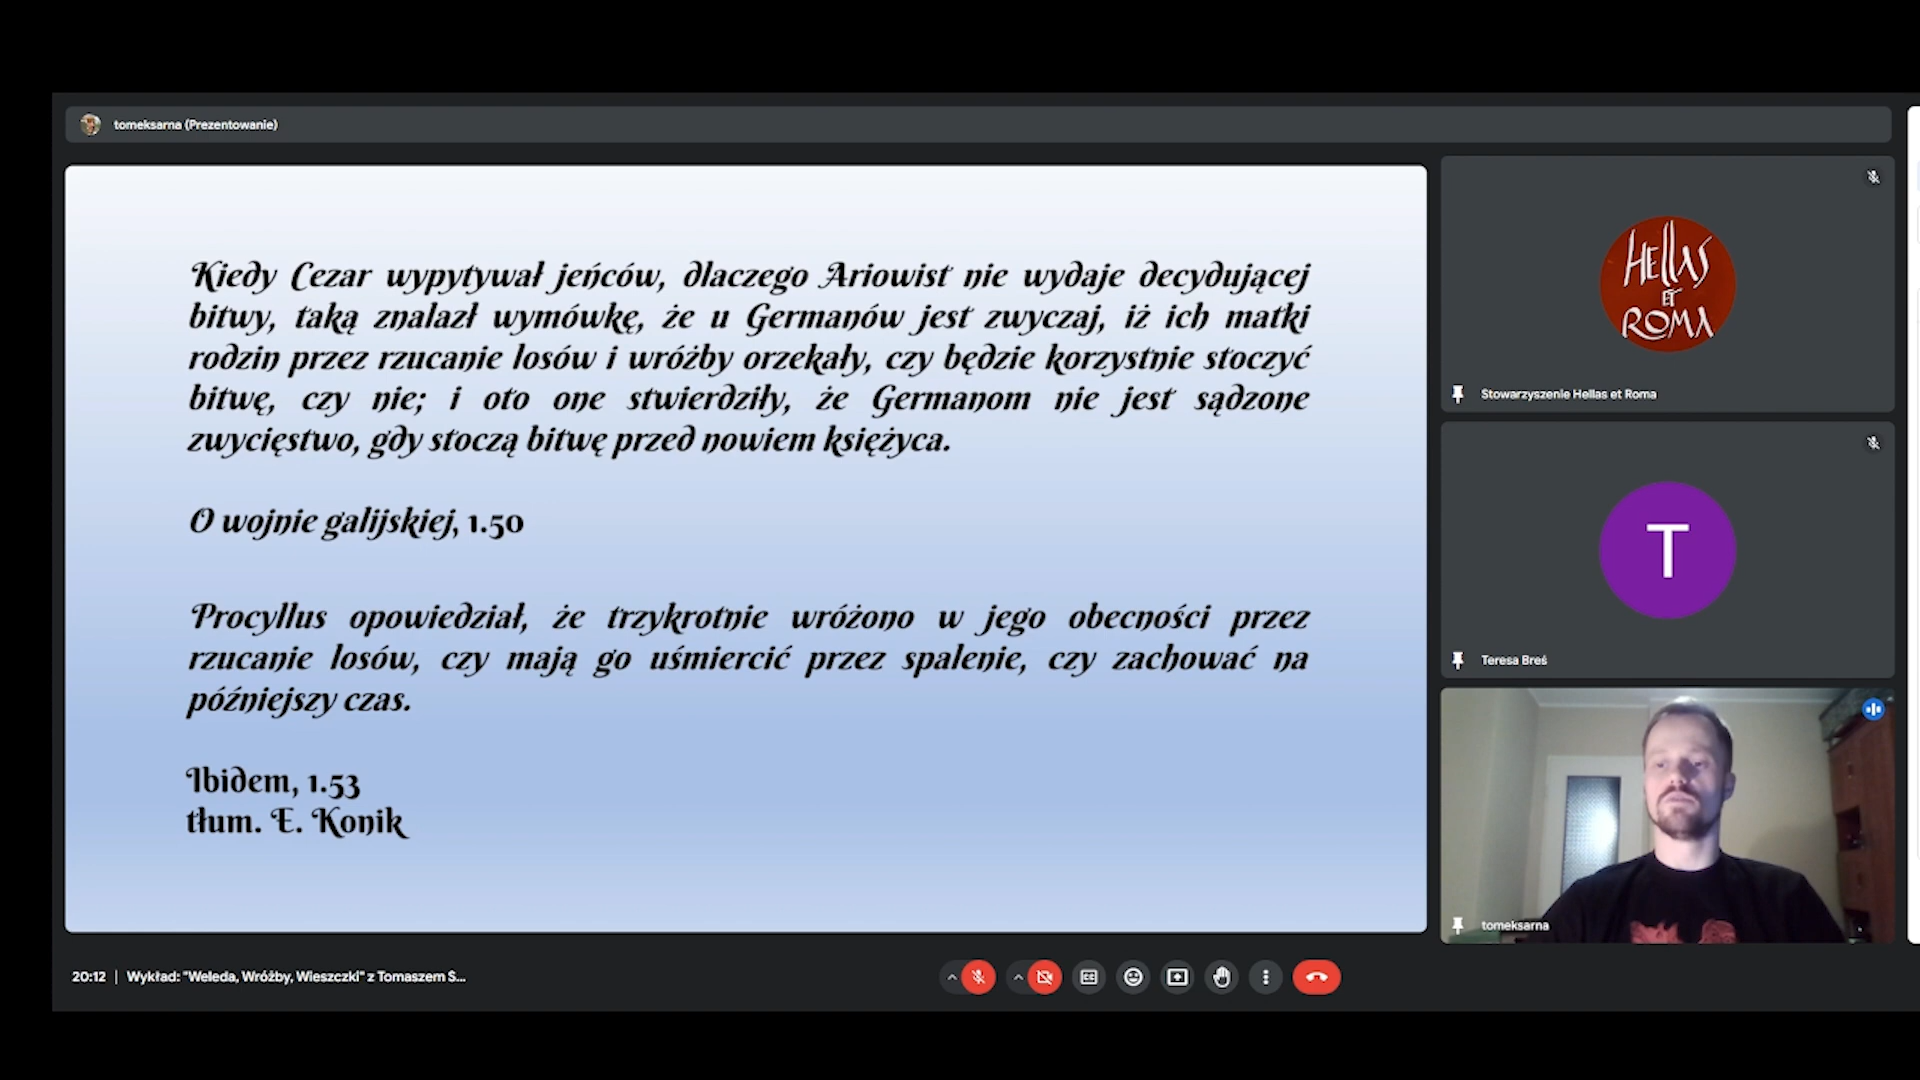 tomeksarna (Prezentowanie)
Kiedy Cezar wypytywał jeńców, dlaczego Ariowist nie wydaje decydującej
bitwy, taką znalazł wymówkę, że u Germanów jest zwyczaj, iż ich matki
rodzin przez rzucanie losów i wróżby orzekały, czy będzie korzystnie stoczyć
bitwę, czy nie; i oto one stwierdziły, że Germanom nie jest sądzone
zwycięstwo, gdy stoczą bitwę przed nowiem księżyca.
O wojnie galijskiej, 1.50
Procyllus opowiedział, że trzykrotnie wróżono w jego obecności przez
rzucanie losów, czy mają go uśmiercić przez spalenie, czy zachować na
późniejszy czas.
Ibidem, 1.53
tłum. E. Konik
HELLAS
ET
ROMA
Stowarzyszenie Hellas et Roma
T
Teresa Breś
tomeksarna
20:12 | Wykład: "Weleda, Wróżby, Wieszczki" z Tomaszem S...